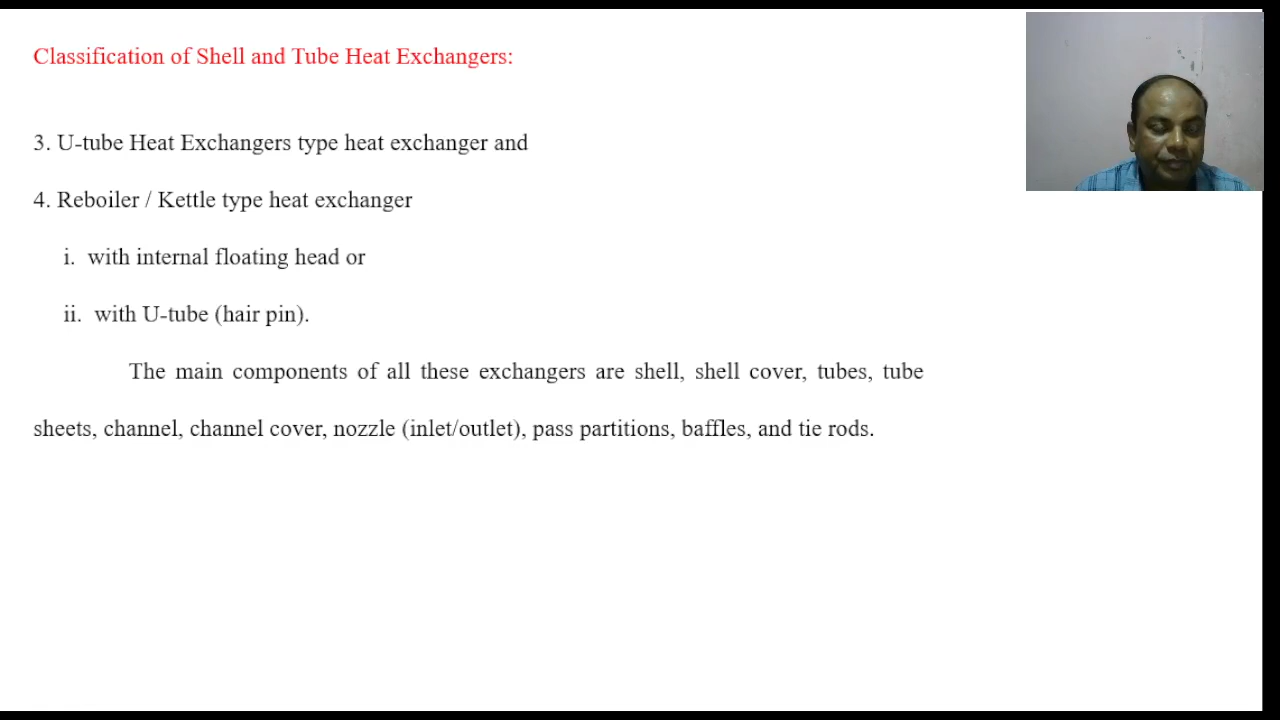 Classification of Shell and Tube Heat Exchangers:
3. U-tube Heat Exchangers type heat exchanger and
4. Reboiler / Kettle type heat exchanger
i. with internal floating head or
ii. with U-tube (hair pin).
The main components of all these exchangers are shell, shell cover, tubes, tube
sheets, channel, channel cover, nozzle (inlet/outlet), pass partitions, baffles, and tie rods.